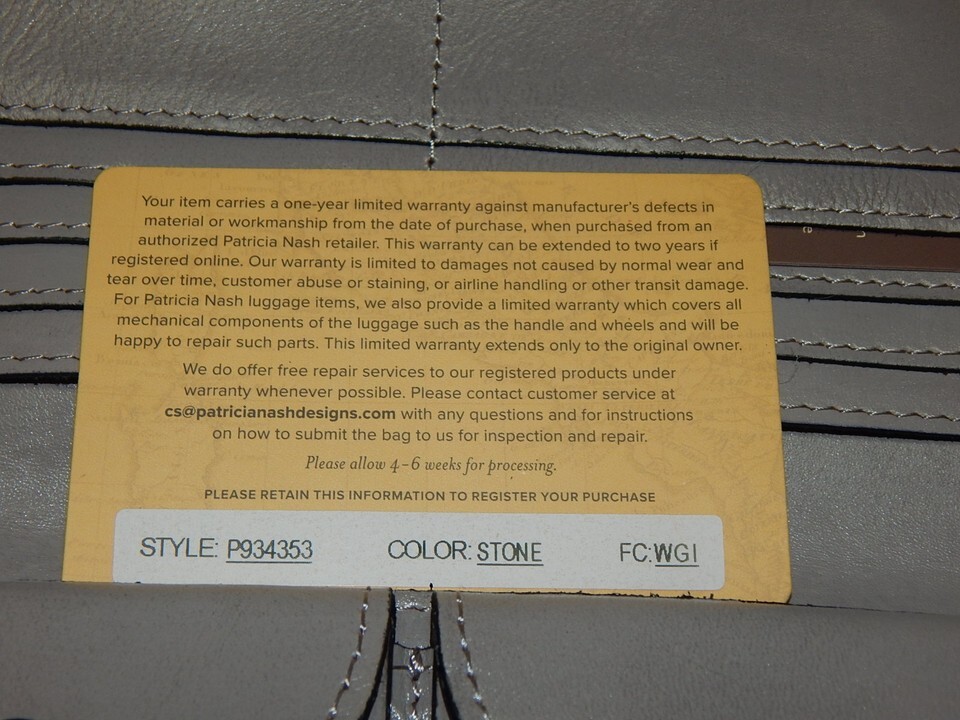 Your item carries a one-year limited warranty against manufacturer's defects in
material or workmanship from the date of purchase, when purchased from an
authorized Patricia Nash retailer. This warranty can be extended to two years if
registered online. Our warranty is limited to damages not caused by normal wear and
tear over time, customer abuse or staining, or airline handling or other transit damage.
For Patricia Nash luggage items, we also provide a limited warranty which covers all
mechanical components of the luggage such as the handle and wheels and will be
happy to repair such parts. This limited warranty extends only to the original owner.
We do offer free repair services to our registered products under
warranty whenever possible. Please contact customer service at
cs@patricianashdesigns.com with any questions and for instructions
on how to submit the bag to us for inspection and repair.
Please allow 4–6 weeks for processing.
PLEASE RETAIN THIS INFORMATION TO REGISTER YOUR PURCHASE
STYLE: P934353 COLOR: STONE FC:WGI